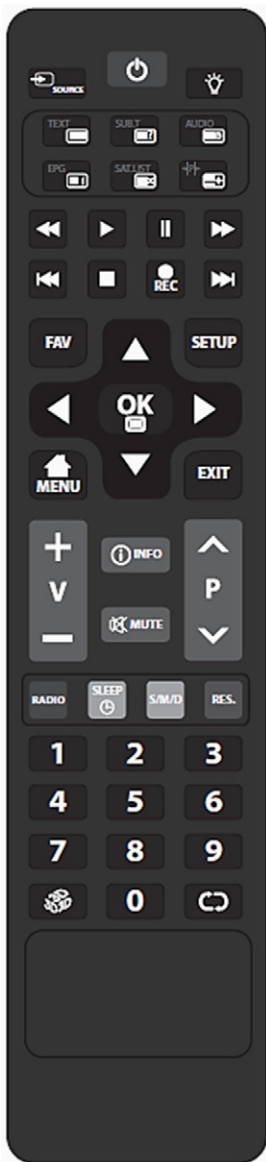 SOURCE
TEXT SUB.T AUDIO
EPG SAT.LIST P
REC
FAV SETUP
OK
MENU EXIT
+ INFO
V P
MUTE
RADIO SLEEP S/M/D RES.
1 2 3
4 5 6
7 8 9
0